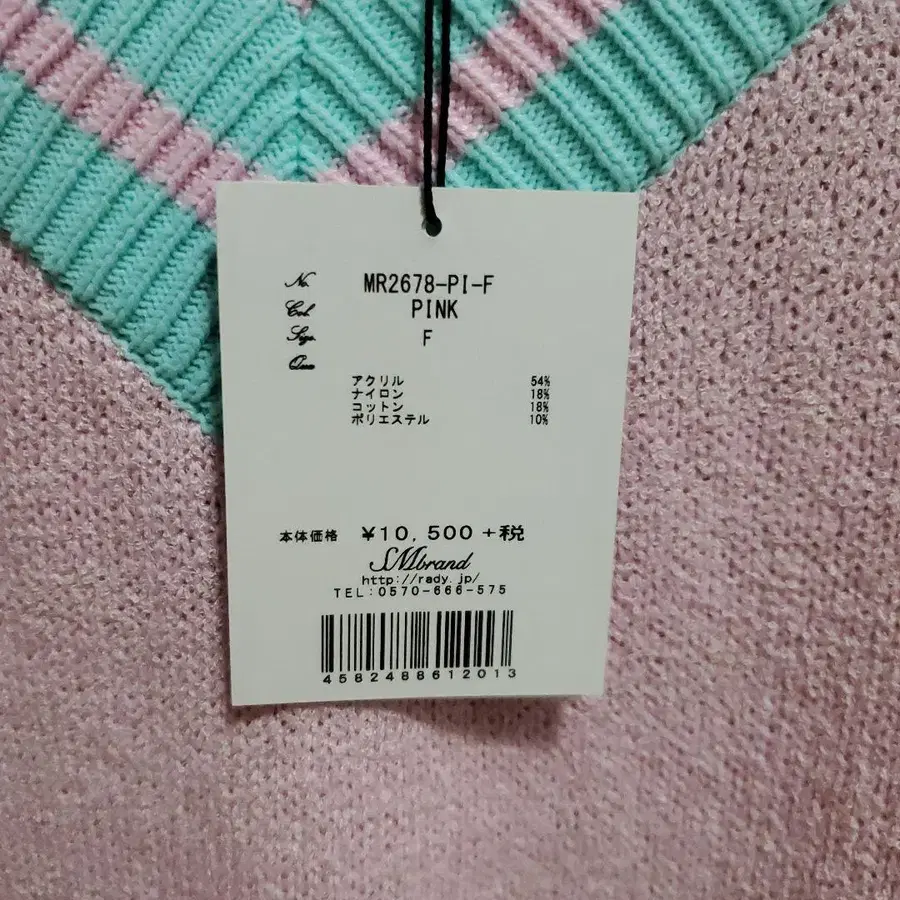 No. MR2678-PI-F
Col. PINK
Size. F
Qua
アクリル 54%
ナイロン 18%
コットン 18%
ポリエステル 10%
本体価格 ¥10,500+税
SMbrand
http://rady.jp/
TEL:0570-666-575
4582488612013